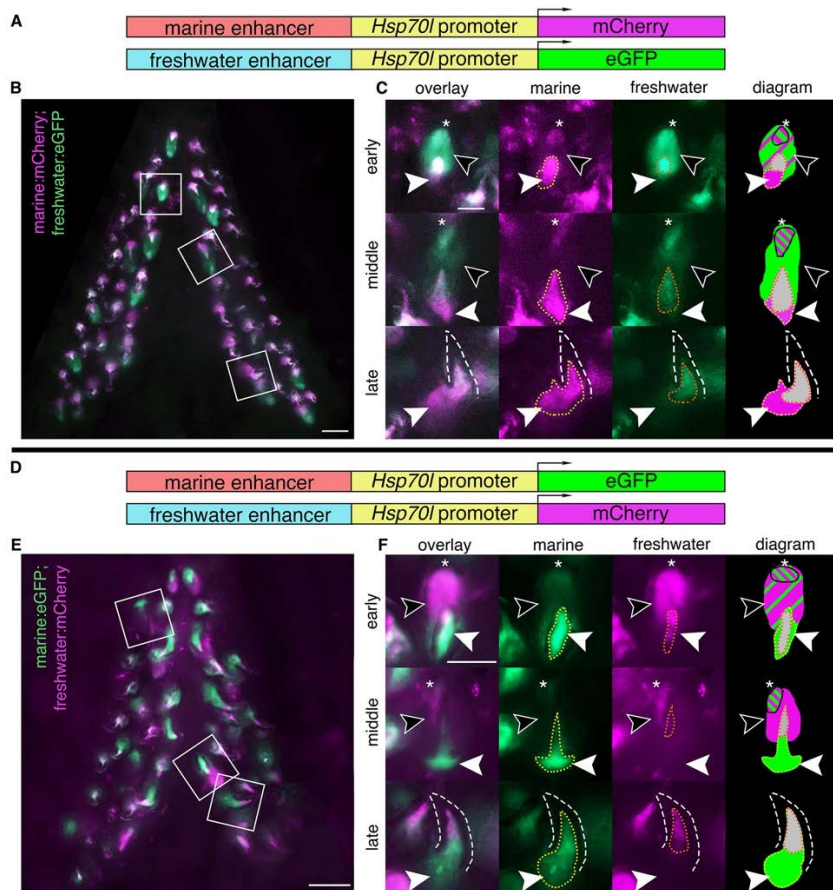 A
marine enhancer Hsp70l promoter mCherry
freshwater enhancer Hsp70l promoter eGFP
B
marine:mCherry;
freshwater:eGFP
C
overlay marine freshwater diagram
early
* * * *
middle
* * * *
late
D
marine enhancer Hsp70l promoter eGFP
freshwater enhancer Hsp70l promoter mCherry
E
marine:eGFP;
freshwater:mCherry
F
overlay marine freshwater diagram
early
* * * *
middle
* * * *
late